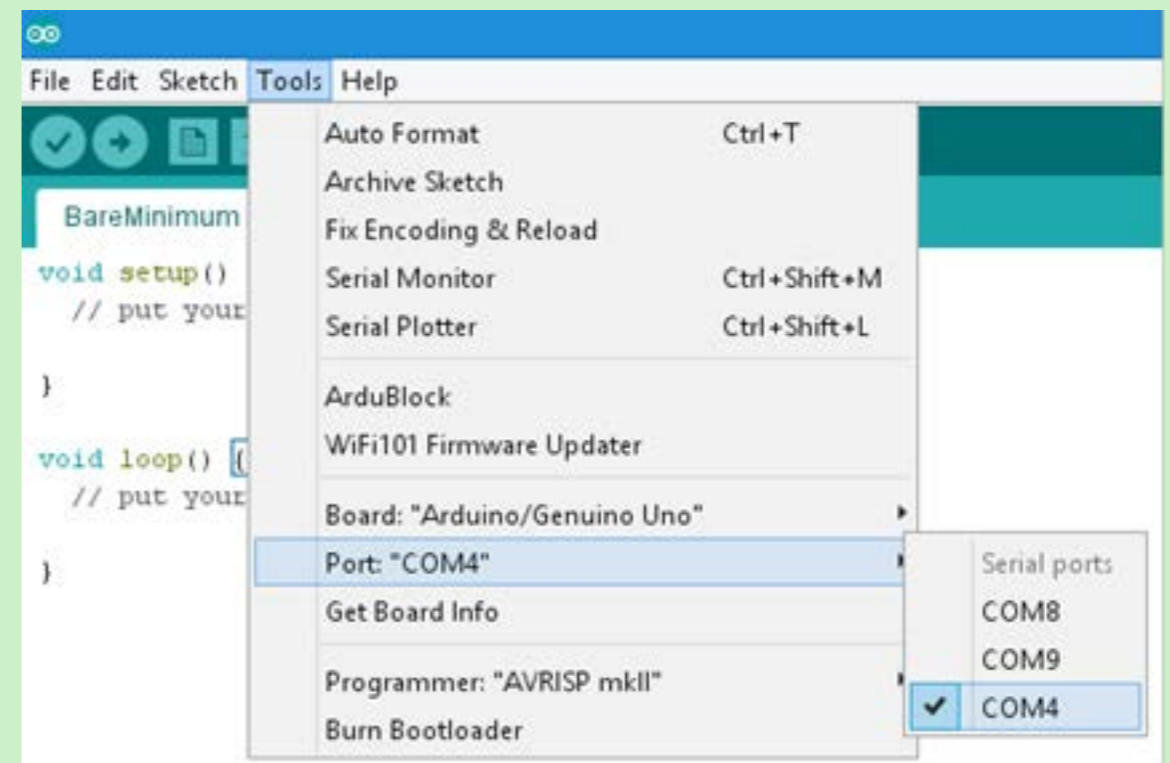 File Edit Sketch Tools Help
Auto Format Ctrl+T
Archive Sketch
Fix Encoding & Reload
Serial Monitor Ctrl+Shift+M
Serial Plotter Ctrl+Shift+L
ArduBlock
WiFi101 Firmware Updater
Board: "Arduino/Genuino Uno"
Port: "COM4"
Get Board Info
Programmer: "AVRISP mkII"
Burn Bootloader
Serial ports
COM8
COM9
COM4
BareMinimum
void setup()
// put your
}
void loop() {
// put your
}